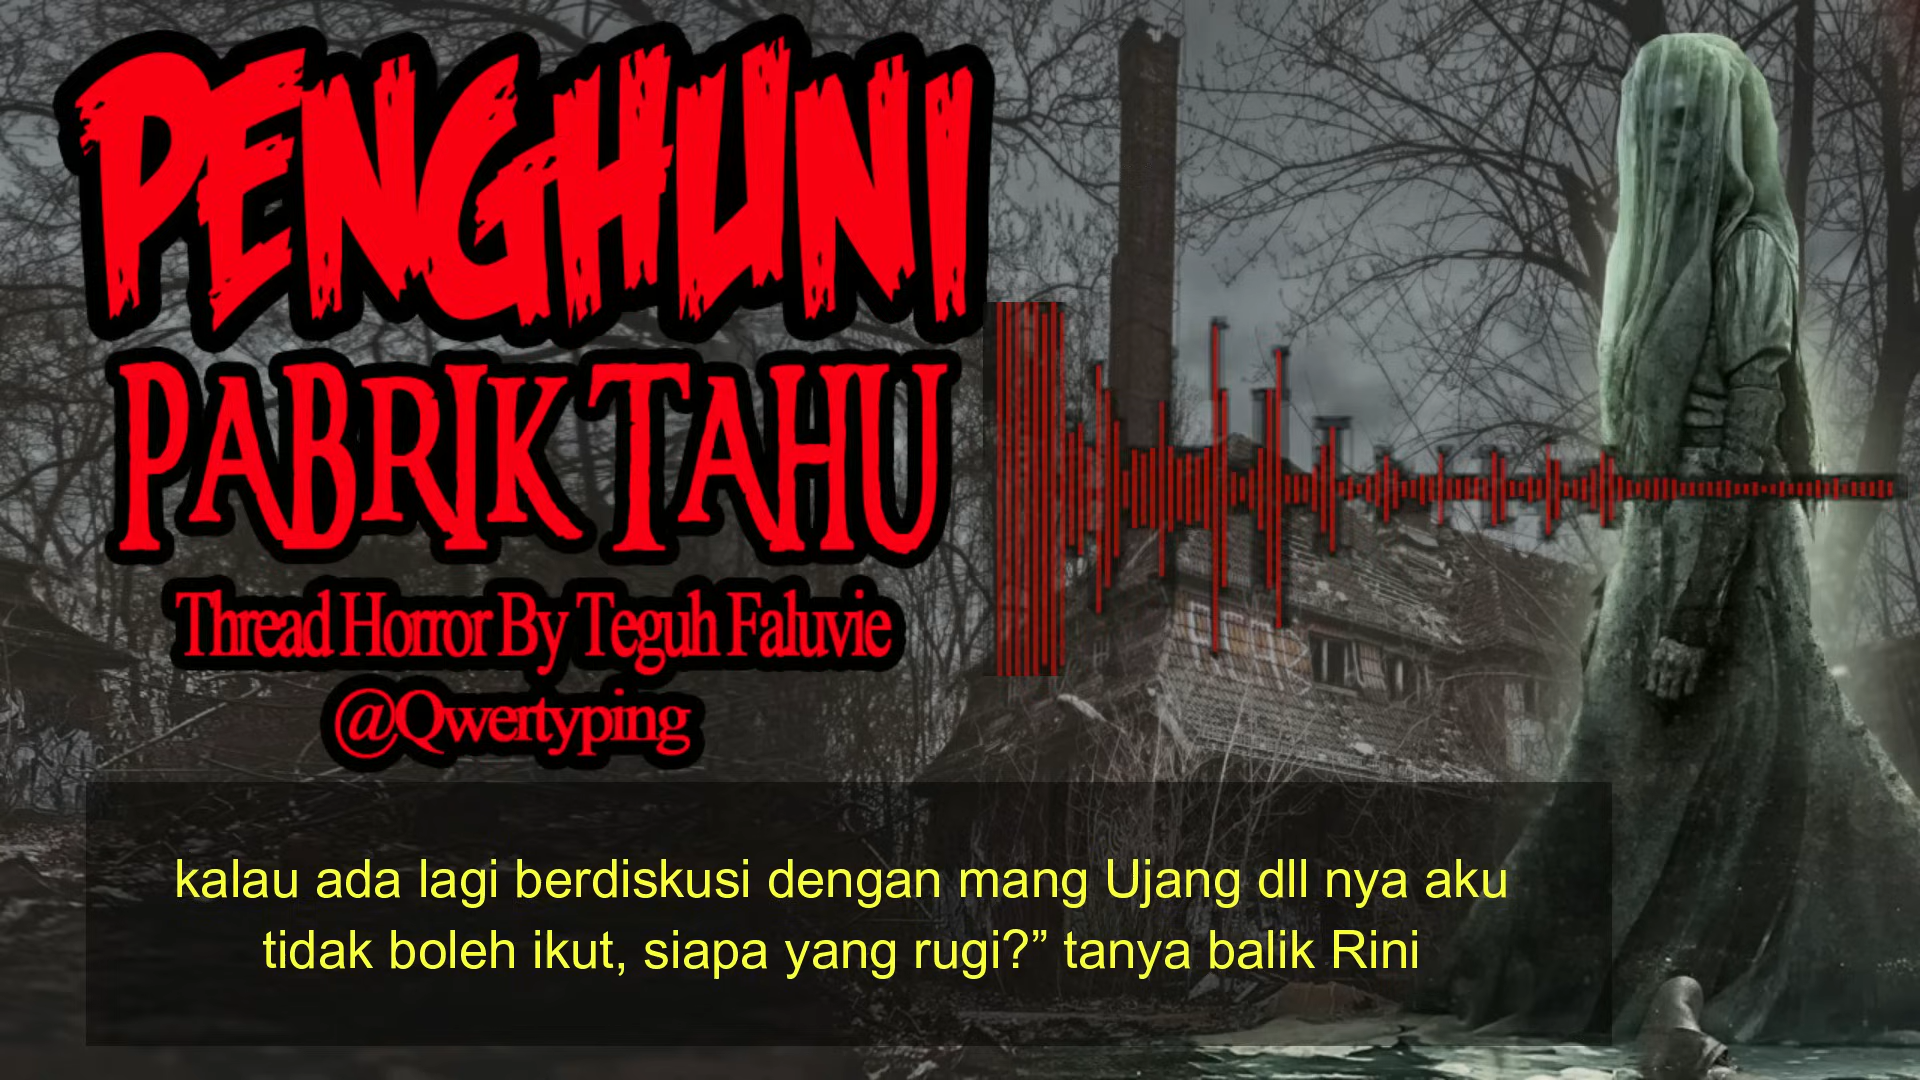 PENGHUNI
PABRIK TAHU
Thread Horror By Teguh Faluvie
@Qwertyping
kalau ada lagi berdiskusi dengan mang Ujang dll nya aku
tidak boleh ikut, siapa yang rugi?” tanya balik Rini